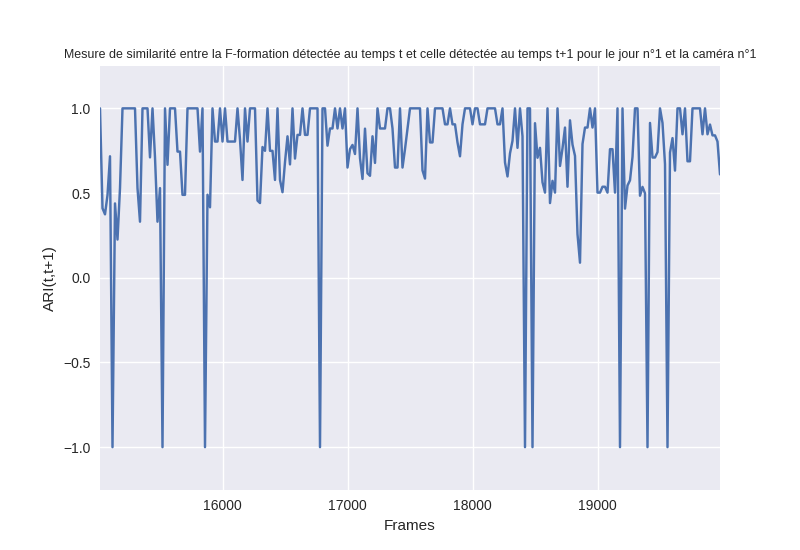 Mesure de similarité entre la F-formation détectée au temps t et celle détectée au temps t+1 pour le jour n°1 et la caméra n°1
1.0
0.5
0.0
−0.5
−1.0
ARI(t,t+1)
16000 17000 18000 19000
Frames